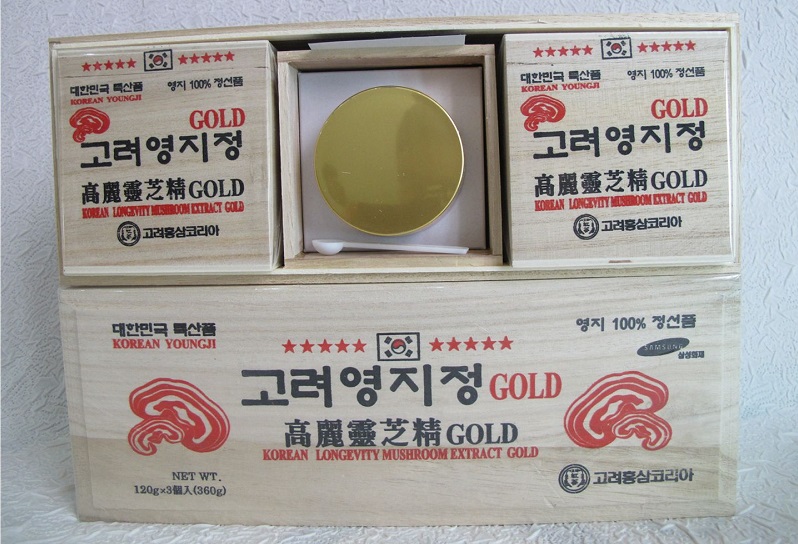 대한민국 특산품
KOREAN YOUNGJI
영지 100% 정선품
GOLD
고려영지정
高麗靈芝精GOLD
KOREAN LONGEVITY MUSHROOM EXTRACT GOLD
고려홍삼코리아
대한민국 특산품
KOREAN YOUNGJI
영지 100% 정선품
GOLD
고려영지정
高麗靈芝精GOLD
KOREAN LONGEVITY MUSHROOM EXTRACT GOLD
고려홍삼코리아
대한민국 특산품
KOREAN YOUNGJI
영지 100% 정선품
SAMSUNG
삼성화재
고려영지정 GOLD
高麗靈芝精GOLD
KOREAN LONGEVITY MUSHROOM EXTRACT GOLD
NET WT.
120g×3個入(360g)
고려홍삼코리아